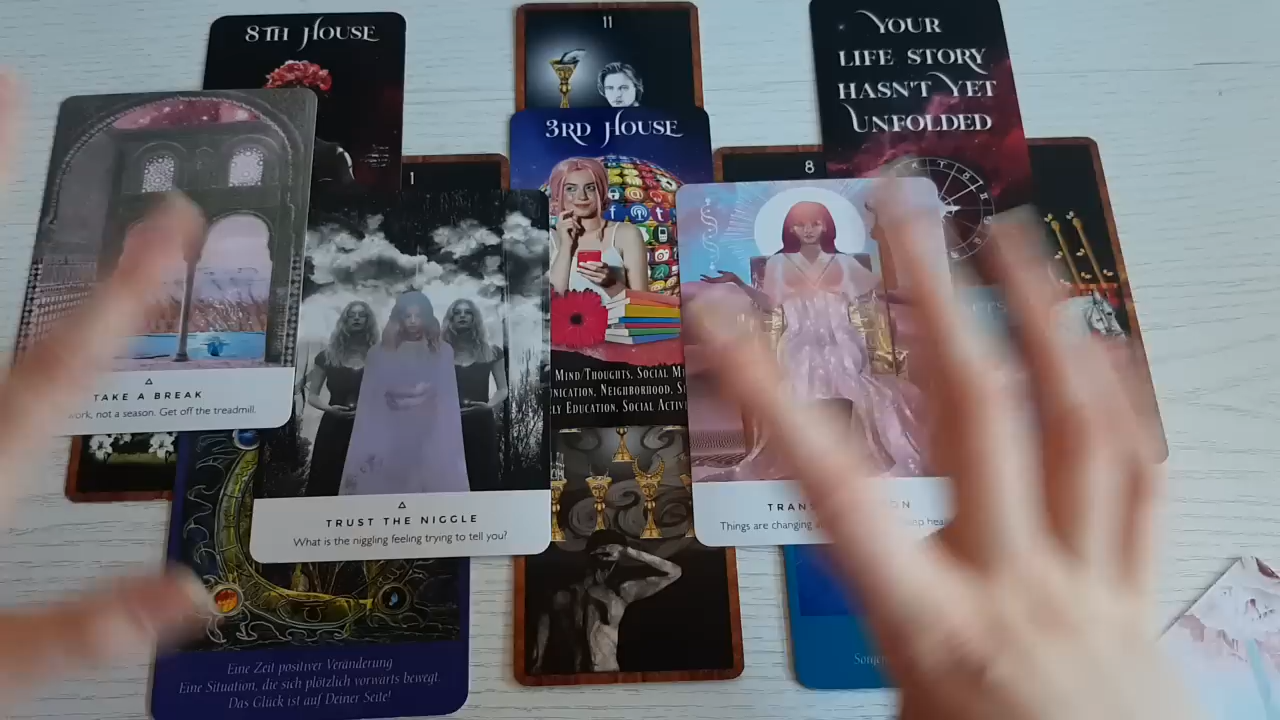 8TH HOUSE
11
YOUR
LIFE STORY
HASN'T YET
UNFOLDED
3RD HOUSE
1
8
MIND/THOUGHTS, SOCIAL
NEIGHBORHOOD,
EDUCATION, SOCIAL
TAKE A BREAK
work, not a season. Get off the treadmill.
TRUST THE NIGGLE
What is the niggling feeling trying to tell you?
Things are changing
Eine Zeit positiver Veränderung
Eine Situation, die sich plötzlich vorwärts bewegt.
Das Glück ist auf Deiner Seite!